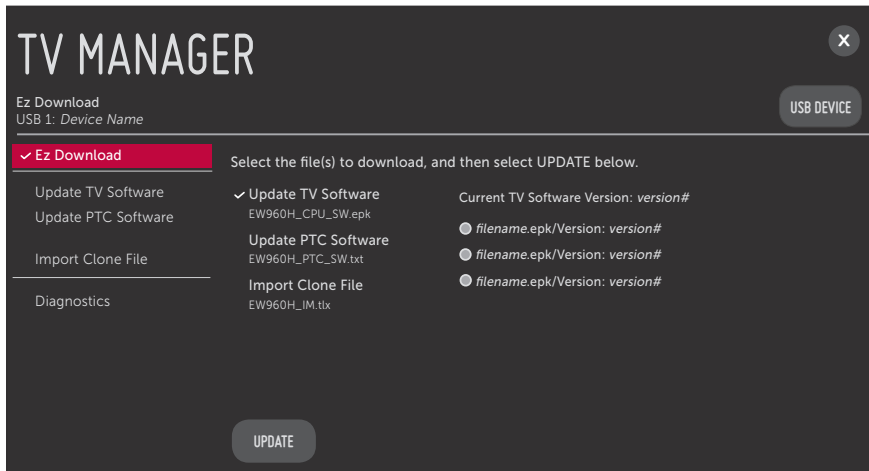 TV MANAGER
X
Ez Download
USB 1: Device Name
USB DEVICE
Ez Download
Update TV Software
Update PTC Software
Import Clone File
Diagnostics
Select the file(s) to download, and then select UPDATE below.
Update TV Software
EW960H_CPU_SW.epk
Update PTC Software
EW960H_PTC_SW.txt
Import Clone File
EW960H_IM.tlx
Current TV Software Version: version#
filename.epk/Version: version#
filename.epk/Version: version#
filename.epk/Version: version#
UPDATE